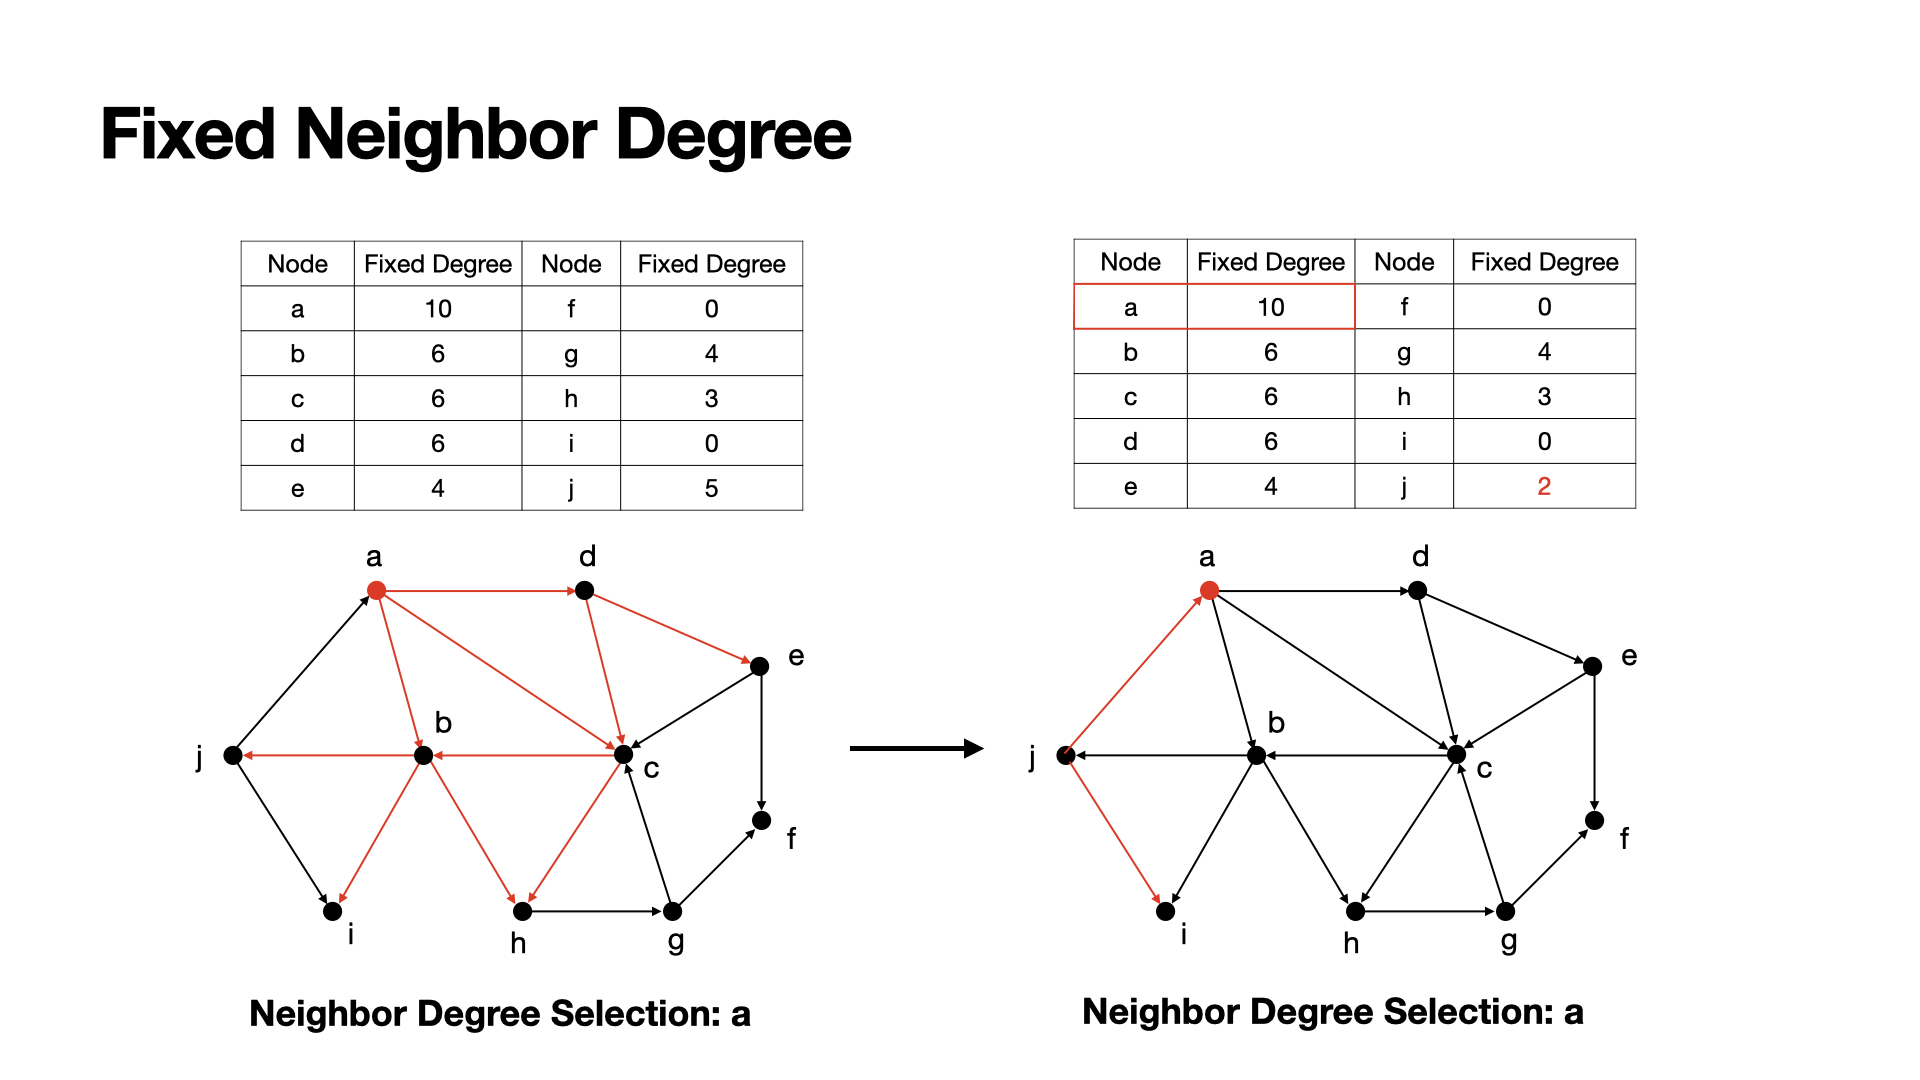 Fixed Neighbor Degree
Node Fixed Degree Node Fixed Degree
a 10 f 0
b 6 g 4
c 6 h 3
d 6 i 0
e 4 j 5
Node Fixed Degree Node Fixed Degree
a 10 f 0
b 6 g 4
c 6 h 3
d 6 i 0
e 4 j 2
a d
e
b
j c
f
i h g
a d
e
b
j c
f
i h g
Neighbor Degree Selection: a
Neighbor Degree Selection: a